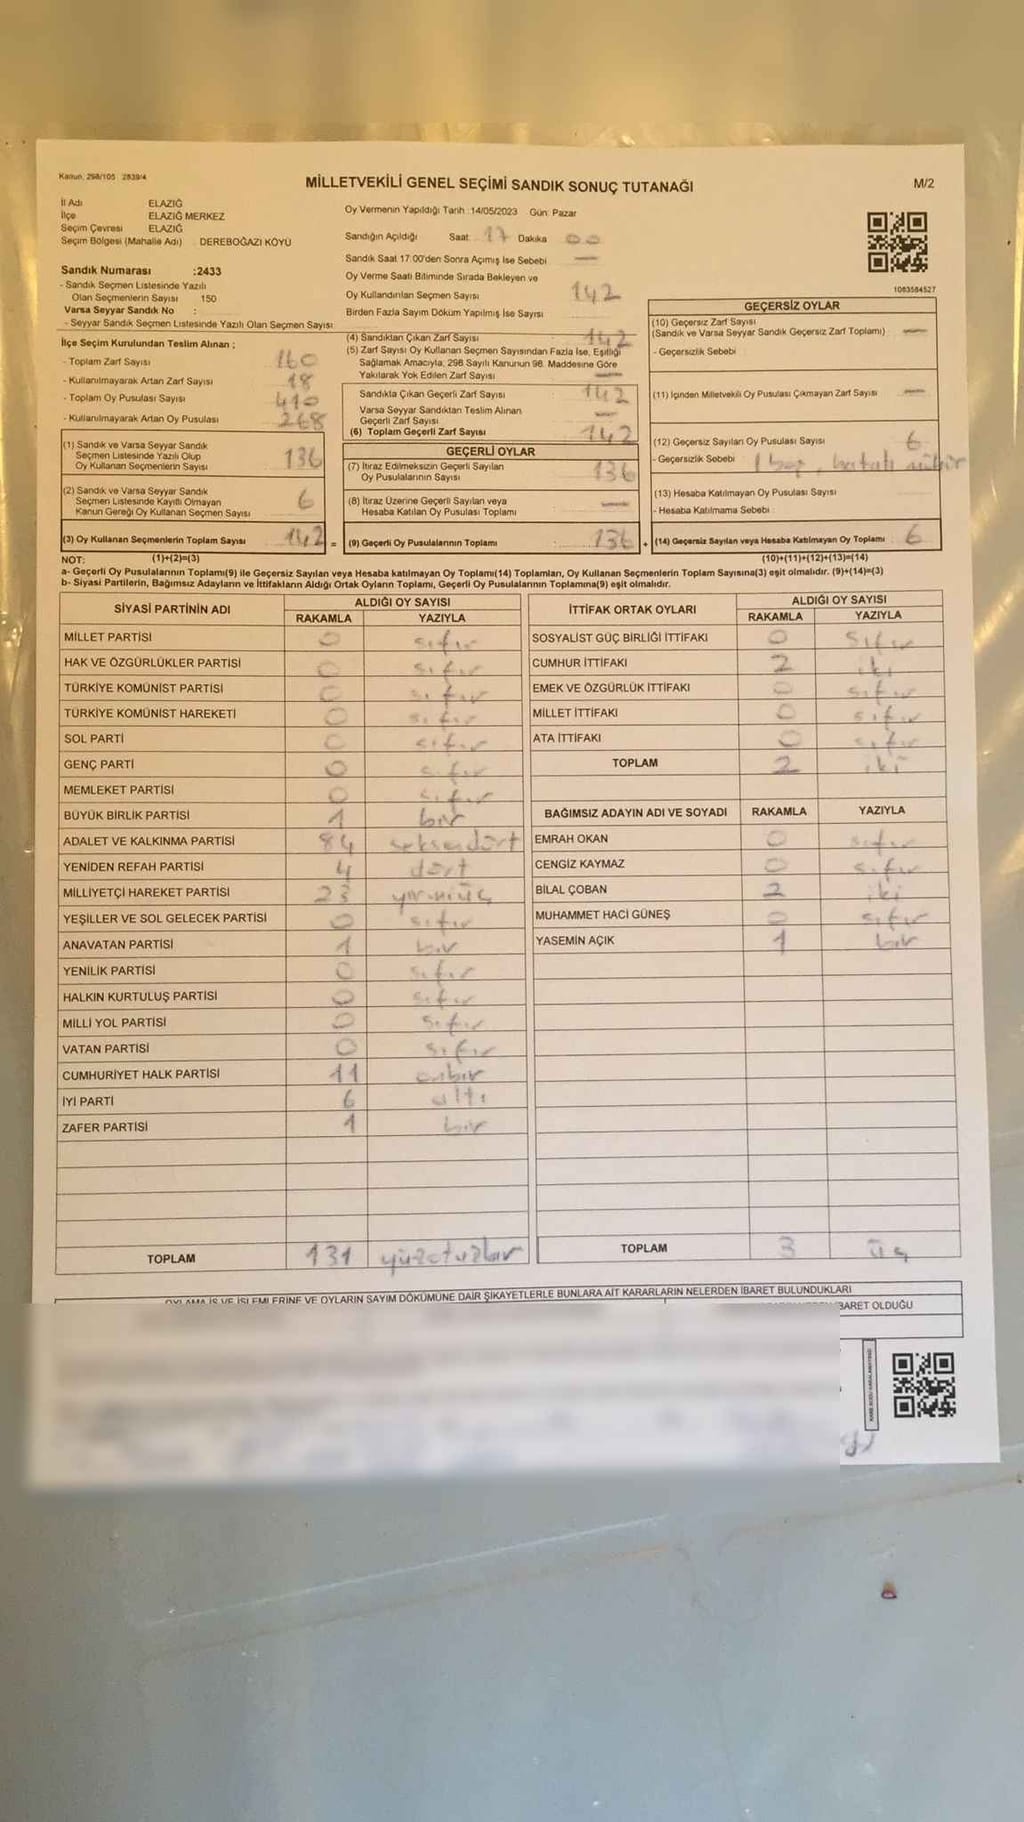 Kanun: 298/105 2839/4
MİLLETVEKİLİ GENEL SEÇİMİ SANDIK SONUÇ TUTANAĞI
M/2
İl Adı ELAZIĞ
İlçe ELAZIĞ MERKEZ
Seçim Çevresi ELAZIĞ
Seçim Bölgesi (Mahalle Adı) DEREBOĞAZI KÖYÜ
Oy Vermenin Yapıldığı Tarih :14/05/2023 Gün: Pazar
Sandığın Açıldığı Saat: 17 Dakika 00
Sandık Saat 17:00'den Sonra Açımış İse Sebebi —
Oy Verme Saati Bitiminde Sırada Bekleyen ve
Oy Kullandırılan Seçmen Sayısı 142
Birden Fazla Sayım Döküm Yapılmış İse Sayısı
1083584527
Sandık Numarası :2433
- Sandık Seçmen Listesinde Yazılı
Olan Seçmenlerin Sayısı 150
Varsa Seyyar Sandık No :
- Seyyar Sandık Seçmen Listesinde Yazılı Olan Seçmen Sayısı:
İlçe Seçim Kurulundan Teslim Alınan ;
- Toplam Zarf Sayısı 160
- Kullanılmayarak Artan Zarf Sayısı 18
- Toplam Oy Pusulası Sayısı 410
- Kullanılmayarak Artan Oy Pusulası 268
(1) Sandık ve Varsa Seyyar Sandık
Seçmen Listesinde Yazılı Olup
Oy Kullanan Seçmenlerin Sayısı 136
(2) Sandık ve Varsa Seyyar Sandık
Seçmen Listesinde Kayıtlı Olmayan
Kanun Gereği Oy Kullanan Seçmen Sayısı 6
(3) Oy Kullanan Seçmenlerin Toplam Sayısı 142 =
(4) Sandıktan Çıkan Zarf Sayısı 142
(5) Zarf Sayısı Oy Kullanan Seçmen Sayısından Fazla İse, Eşitliği
Sağlamak Amacıyla, 298 Sayılı Kanunun 98. Maddesine Göre
Yakılarak Yok Edilen Zarf Sayısı —
Sandıkla Çıkan Geçerli Zarf Sayısı 142
Varsa Seyyar Sandıktan Teslim Alınan
Geçerli Zarf Sayısı —
(6) Toplam Geçerli Zarf Sayısı 142
GEÇERLİ OYLAR
(7) İtiraz Edilmeksizin Geçerli Sayılan
Oy Pusulalarının Sayısı 136
(8) İtiraz Üzerine Geçerli Sayılan veya
Hesaba Katılan Oy Pusulası Toplamı —
(9) Geçerli Oy Pusulalarının Toplamı : 136 +
GEÇERSİZ OYLAR
(10) Geçersiz Zarf Sayısı
(Sandık ve Varsa Seyyar Sandık Geçersiz Zarf Toplamı) —
- Geçersizlik Sebebi
(11) İçinden Milletvekili Oy Pusulası Çıkmayan Zarf Sayısı —
(12) Geçersiz Sayılan Oy Pusulası Sayısı 6
- Geçersizlik Sebebi 1 boş, hatalı mühür
(13) Hesaba Katılmayan Oy Pusulası Sayısı
- Hesaba Katılmama Sebebi
(14) Geçersiz Sayılan veya Hesaba Katılmayan Oy Toplamı 6
NOT: (1)+(2)=(3) (10)+(11)+(12)+(13)=(14)
a- Geçerli Oy Pusulalarının Toplamı(9) ile Geçersiz Sayılan veya Hesaba katılmayan Oy Toplamı(14) Toplamları, Oy Kullanan Seçmenlerin Toplam Sayısına(3) eşit olmalıdır. (9)+(14)=(3)
b- Siyasi Partilerin, Bağımsız Adayların ve İttifakların Aldığı Ortak Oyların Toplamı, Geçerli Oy Pusulalarının Toplamına(9) eşit olmalıdır.
SİYASİ PARTİNİN ADI ALDIĞI OY SAYISI
RAKAMLA YAZIYLA
MİLLET PARTİSİ 0 sıfır
HAK VE ÖZGÜRLÜKLER PARTİSİ 0 sıfır
TÜRKİYE KOMÜNİST PARTİSİ 0 sıfır
TÜRKİYE KOMÜNİST HAREKETİ 0 sıfır
SOL PARTİ 0 sıfır
GENÇ PARTİ 0 sıfır
MEMLEKET PARTİSİ 0 sıfır
BÜYÜK BİRLİK PARTİSİ 1 bir
ADALET VE KALKINMA PARTİSİ 84 seksendört
YENİDEN REFAH PARTİSİ 4 dört
MİLLİYETÇİ HAREKET PARTİSİ 23 yirmiüç
YEŞİLLER VE SOL GELECEK PARTİSİ 0 sıfır
ANAVATAN PARTİSİ 1 bir
YENİLİK PARTİSİ 0 sıfır
HALKIN KURTULUŞ PARTİSİ 0 sıfır
MİLLİ YOL PARTİSİ 0 sıfır
VATAN PARTİSİ 0 sıfır
CUMHURİYET HALK PARTİSİ 11 onbir
İYİ PARTİ 6 altı
ZAFER PARTİSİ 1 bir
TOPLAM 131 yüzotuzbir
İTTİFAK ORTAK OYLARI ALDIĞI OY SAYISI
RAKAMLA YAZIYLA
SOSYALİST GÜÇ BİRLİĞİ İTTİFAKI 0 sıfır
CUMHUR İTTİFAKI 2 iki
EMEK VE ÖZGÜRLÜK İTTİFAKI 0 sıfır
MİLLET İTTİFAKI 0 sıfır
ATA İTTİFAKI 0 sıfır
TOPLAM 2 iki
BAĞIMSIZ ADAYIN ADI VE SOYADI RAKAMLA YAZIYLA
EMRAH OKAN 0 sıfır
CENGİZ KAYMAZ 0 sıfır
BİLAL ÇOBAN 2 iki
MUHAMMET HACİ GÜNEŞ 0 sıfır
YASEMİN AÇIK 1 bir
TOPLAM 3 üç
OYLAMA İŞ VE İŞLEMLERİNE VE OYLARIN SAYIM DÖKÜMÜNE DAİR ŞİKAYETLERLE BUNLARA AİT KARARLARIN NELERDEN İBARET BULUNDUKLARI
BARET OLDUĞU